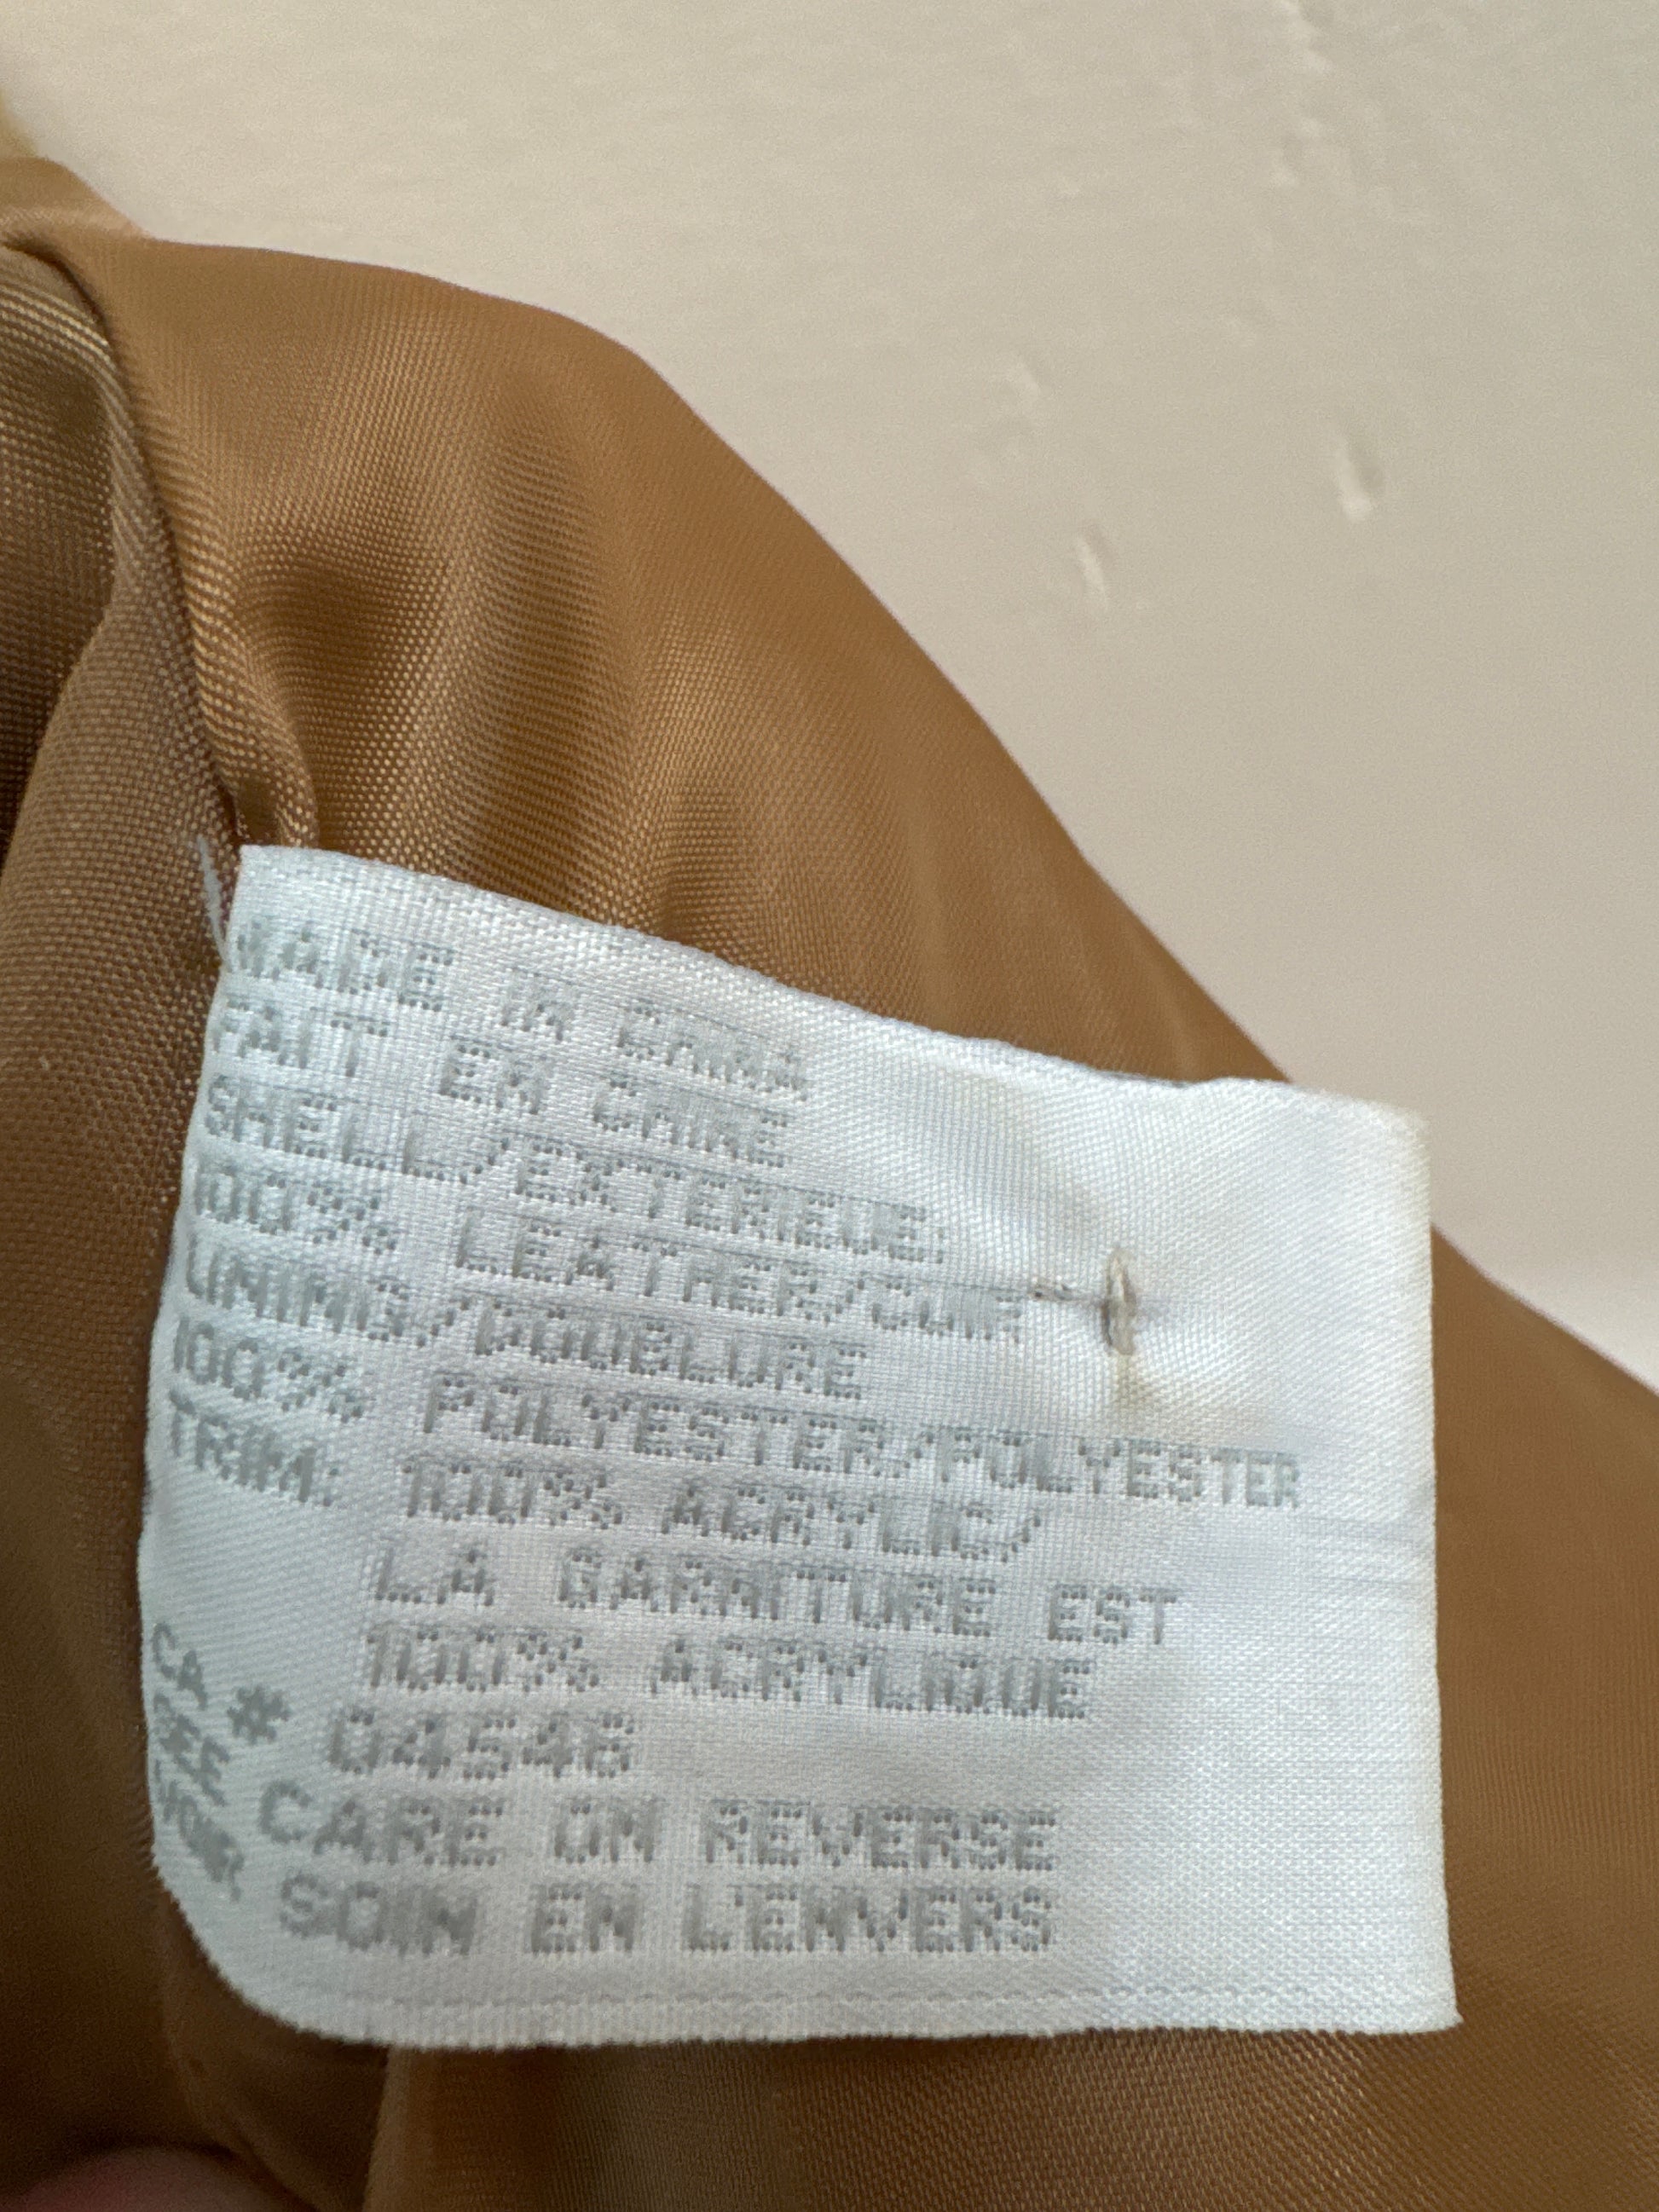 MADE IN CHINA
FAIT EN CHINE
SHELL/EXTERIEUR
100% LEATHER/CUIR
LINING/DOUBLURE
100% POLYESTER/POLYESTER
TRIM: 100% ACRYLIC/
LA GARNITURE EST
100% ACRYLIQUE
CA # 04546
SEE CARE ON REVERSE
VOIR SOIN EN L'ENVERS